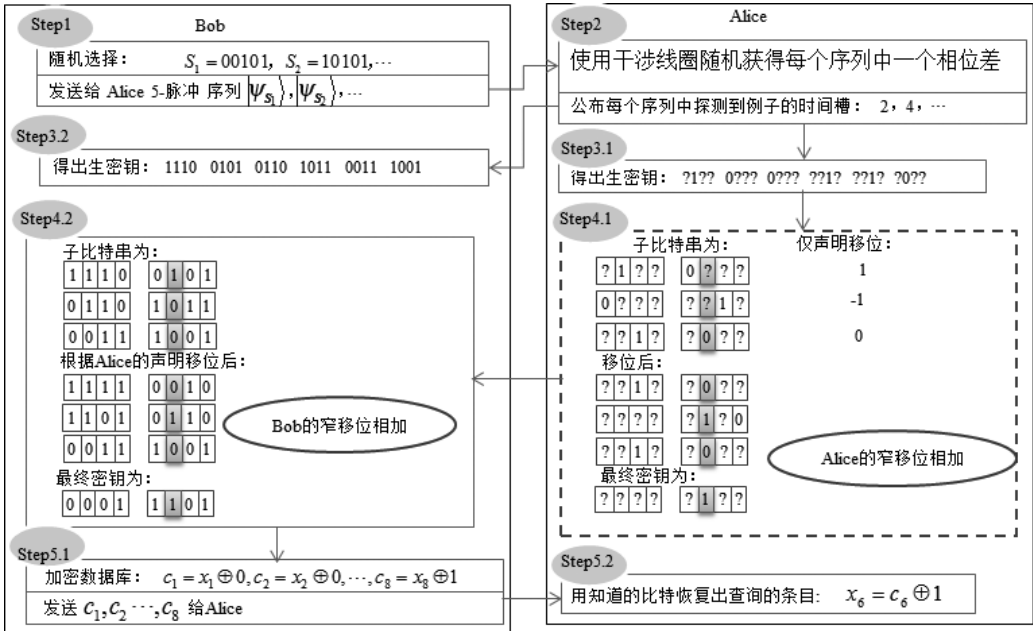 Step1
Bob
随机选择： S₁ = 00101, S₂ = 10101,⋯
发送给 Alice 5-脉冲 序列 |ψ_{S₁}⟩,|ψ_{S₂}⟩,⋯
Step2
Alice
使用干涉线圈随机获得每个序列中一个相位差
公布每个序列中探测到例子的时间槽： 2, 4, ⋯
Step3.2
得出生密钥： 1110 0101 0110 1011 0011 1001
Step3.1
得出生密钥： ?1?? 0??? 0??? ??1? ??1? ?0??
Step4.2
子比特串为：
1 1 1 0 0 1 0 1
0 1 1 0 1 0 1 1
0 0 1 1 1 0 0 1
根据Alice的声明移位后：
1 1 1 1 0 0 1 0
1 1 0 1 0 1 1 0
0 0 1 1 1 0 0 1
Bob的窄移位相加
最终密钥为：
0 0 0 1 1 1 0 1
Step4.1
子比特串为： 仅声明移位：
? 1 ? ? 0 ? ? ? 1
0 ? ? ? ? ? 1 ? -1
? ? 1 ? ? 0 ? ? 0
移位后：
? ? 1 ? ? 0 ? ?
? ? ? ? ? 1 ? 0
? ? 1 ? ? 0 ? ?
Alice的窄移位相加
最终密钥为：
? ? ? ? ? 1 ? ?
Step5.1
加密数据库： c₁ = x₁ ⊕ 0, c₂ = x₂ ⊕ 0, ⋯, c₈ = x₈ ⊕ 1
发送 c₁, c₂ ⋯, c₈ 给Alice
Step5.2
用知道的比特恢复出查询的条目： x₆ = c₆ ⊕ 1